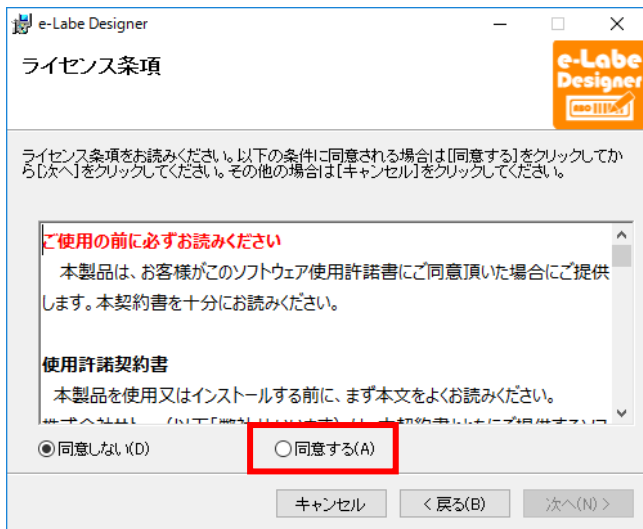 e-Labe Designer
ライセンス条項
e-Labe
Designer
ABC
ライセンス条項をお読みください。以下の条件に同意される場合は[同意する]をクリックしてか
ら[次へ]をクリックしてください。その他の場合は[キャンセル]をクリックしてください。
ご使用の前に必ずお読みください
本製品は、お客様がこのソフトウェア使用許諾書にご同意頂いた場合にご提供
します。本契約書を十分にお読みください。
使用許諾契約書
本製品を使用又はインストールする前に、まず本文をよくお読みください。
同意しない(D)
同意する(A)
キャンセル
< 戻る(B)
次へ(N) >